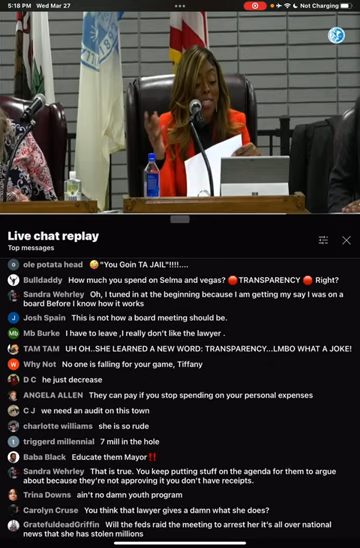 5:18 PM Wed Mar 27
Not Charging
Live chat replay
Top messages
ole potata head 🤣 "You Goin TA JAIL"!!!!....
Bulldaddy How much you spend on Selma and vegas? 🛑 TRANSPARENCY 🛑 Right?
Sandra Wehrley Oh, I tuned in at the beginning because I am getting my say I was on a
board Before I know how it works
Josh Spain This is not how a board meeting should be.
Mb Mb Burke I have to leave ,I really don't like the lawyer .
TAM TAM UH OH..SHE LEARNED A NEW WORD: TRANSPARENCY...LMBO WHAT A JOKE!
W Why Not No one is falling for your game, Tiffany
D C he just decrease
ANGELA ALLEN They can pay if you stop spending on your personal expenses
C J we need an audit on this town
charlotte williams she is so rude
t triggerd millennial 7 mill in the hole
Baba Black Educate them Mayor ‼️
Sandra Wehrley That is true. You keep putting stuff on the agenda for them to argue
about because they're not approving it you don't have receipts.
Trina Downs ain't no damn youth program
Carolyn Cruse You think that lawyer gives a damn what she does?
GratefuldeadGriffin Will the feds raid the meeting to arrest her it's all over national
news that she has stolen millions